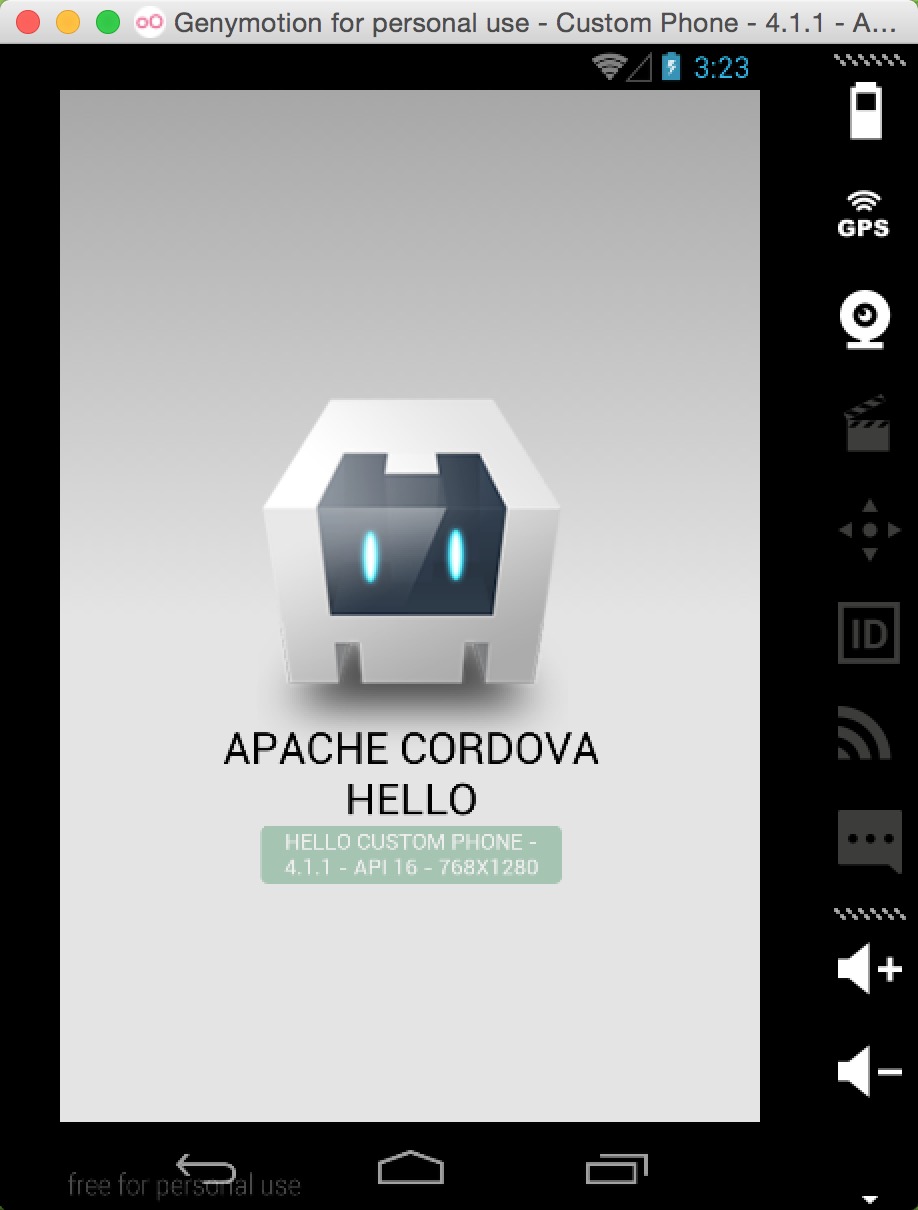 Genymotion for personal use - Custom Phone - 4.1.1 - A...
3:23
GPS
ID
APACHE CORDOVA
HELLO
HELLO CUSTOM PHONE -
4.1.1 - API 16 - 768X1280
free for personal use